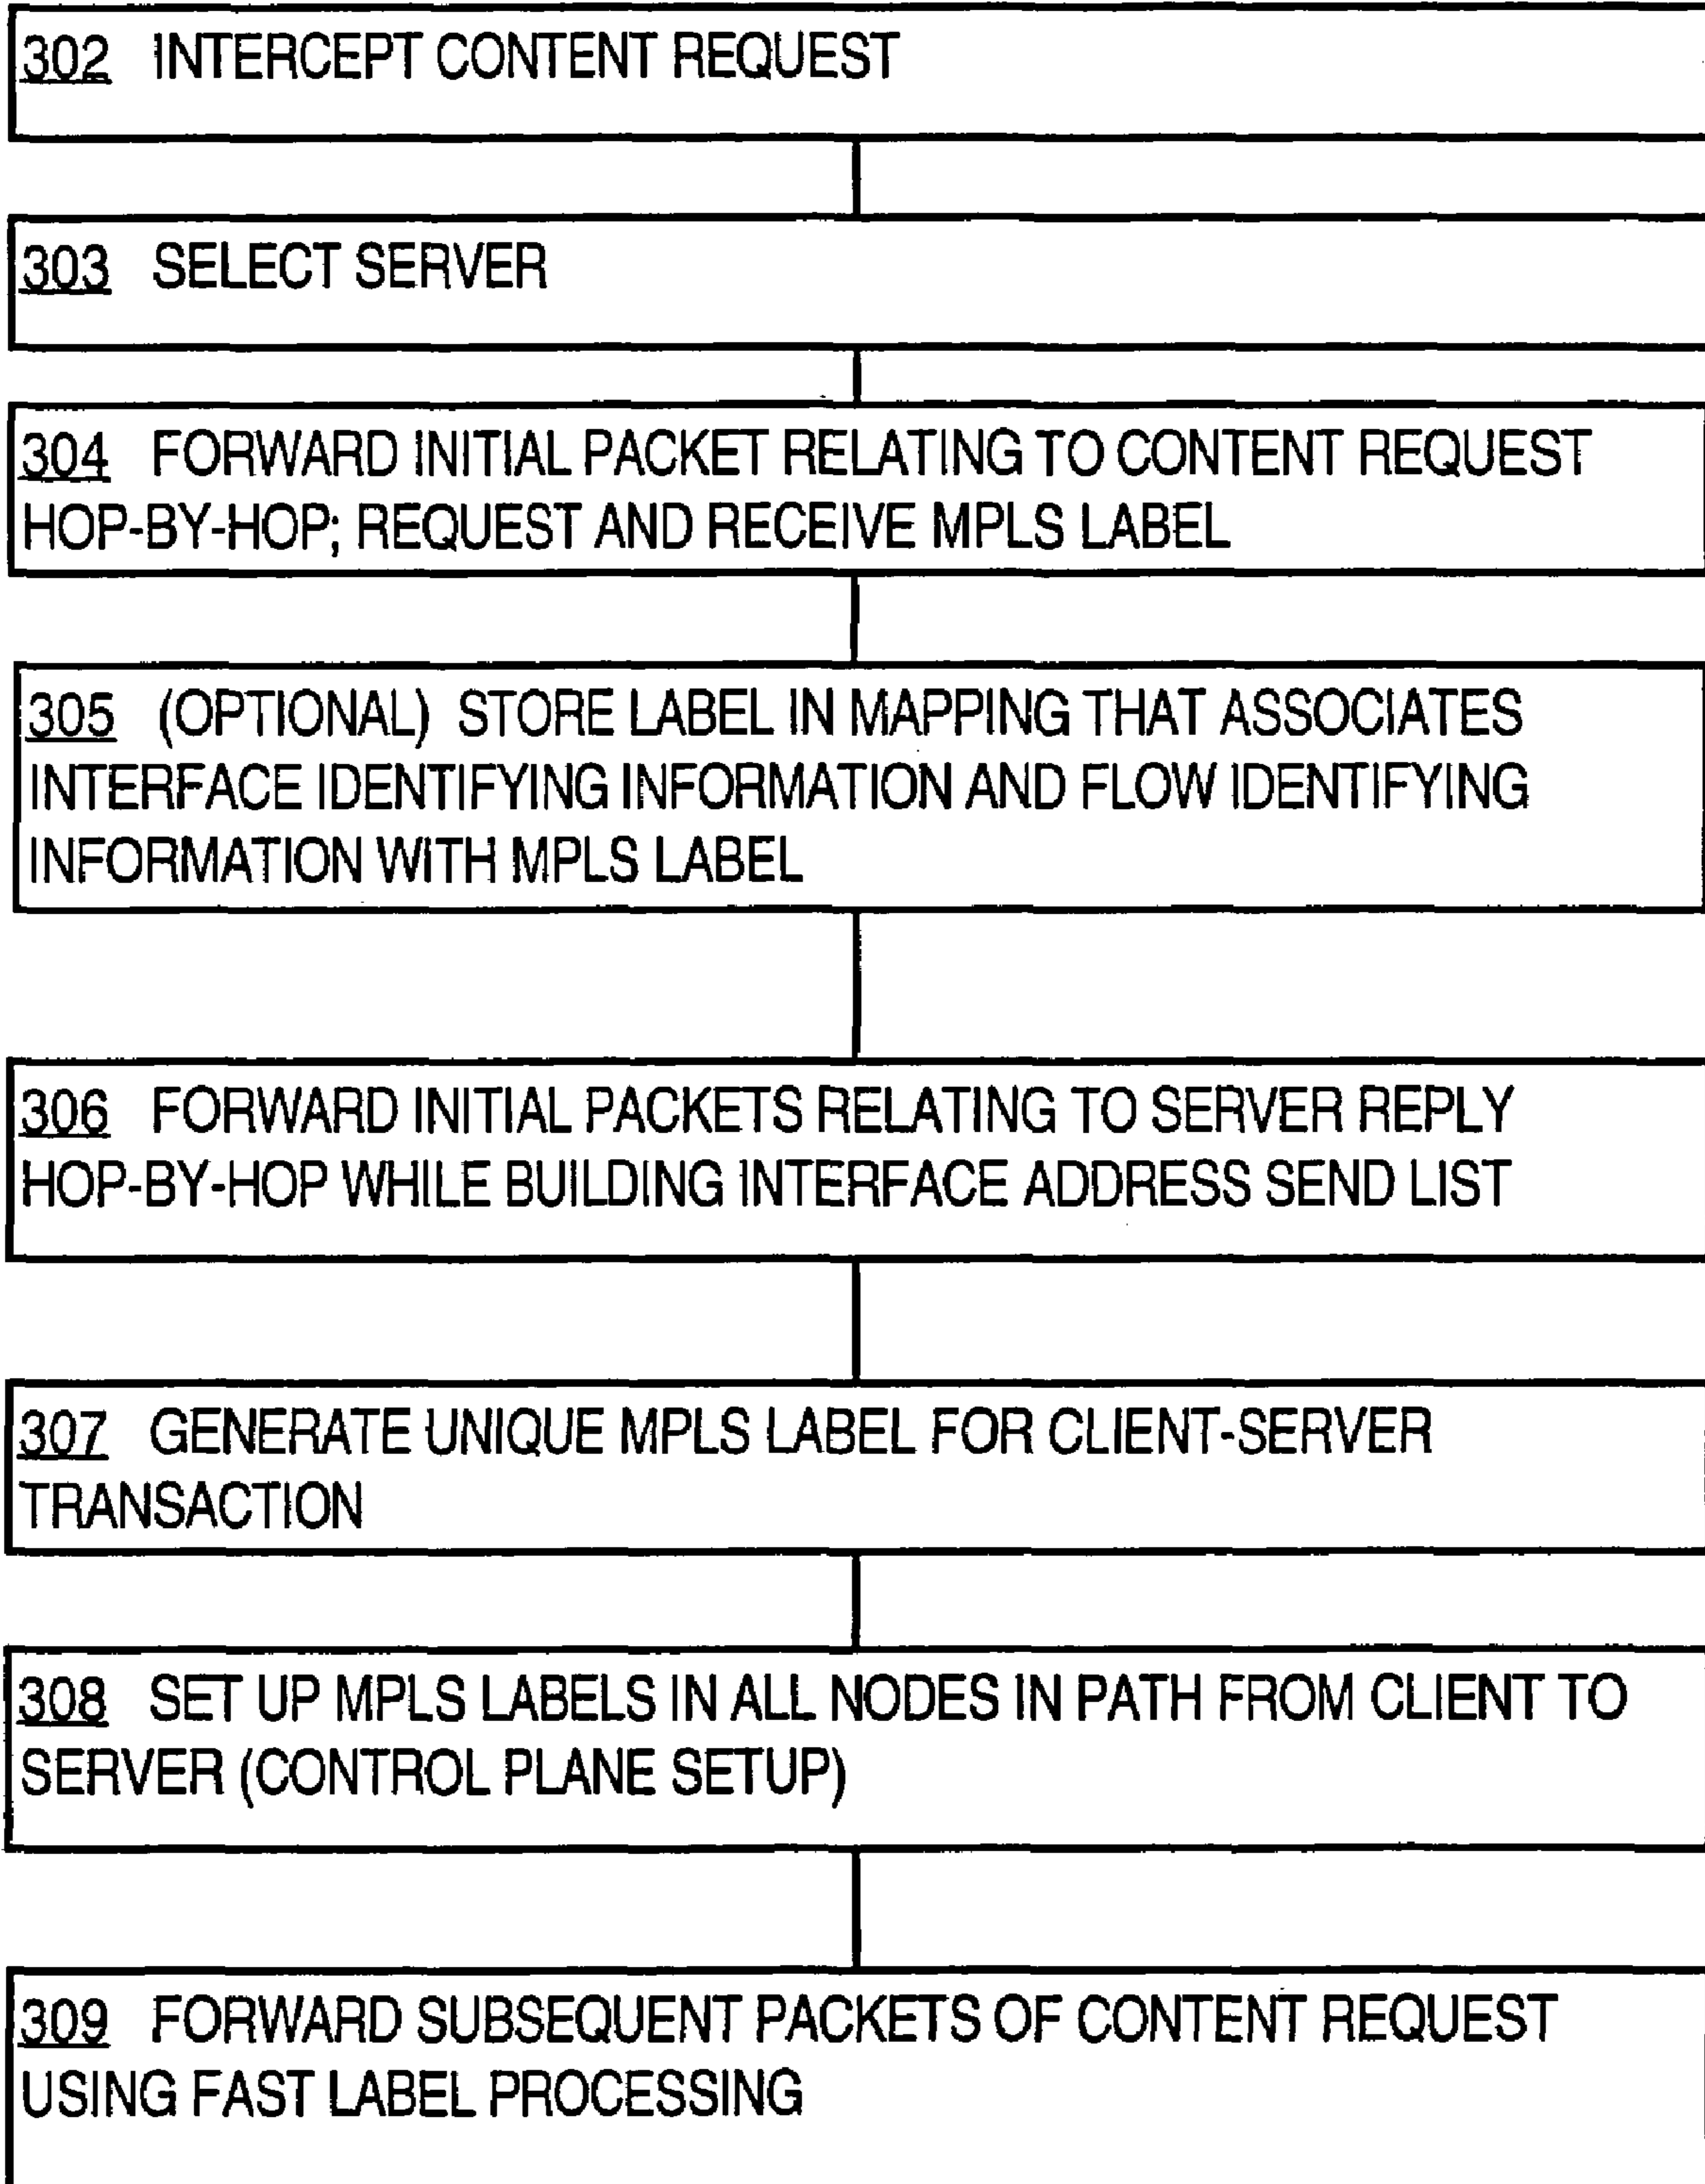 302 INTERCEPT CONTENT REQUEST
303 SELECT SERVER
304 FORWARD INITIAL PACKET RELATING TO CONTENT REQUEST
HOP-BY-HOP; REQUEST AND RECEIVE MPLS LABEL
305 (OPTIONAL) STORE LABEL IN MAPPING THAT ASSOCIATES
INTERFACE IDENTIFYING INFORMATION AND FLOW IDENTIFYING
INFORMATION WITH MPLS LABEL
306 FORWARD INITIAL PACKETS RELATING TO SERVER REPLY
HOP-BY-HOP WHILE BUILDING INTERFACE ADDRESS SEND LIST
307 GENERATE UNIQUE MPLS LABEL FOR CLIENT-SERVER
TRANSACTION
308 SET UP MPLS LABELS IN ALL NODES IN PATH FROM CLIENT TO
SERVER (CONTROL PLANE SETUP)
309 FORWARD SUBSEQUENT PACKETS OF CONTENT REQUEST
USING FAST LABEL PROCESSING